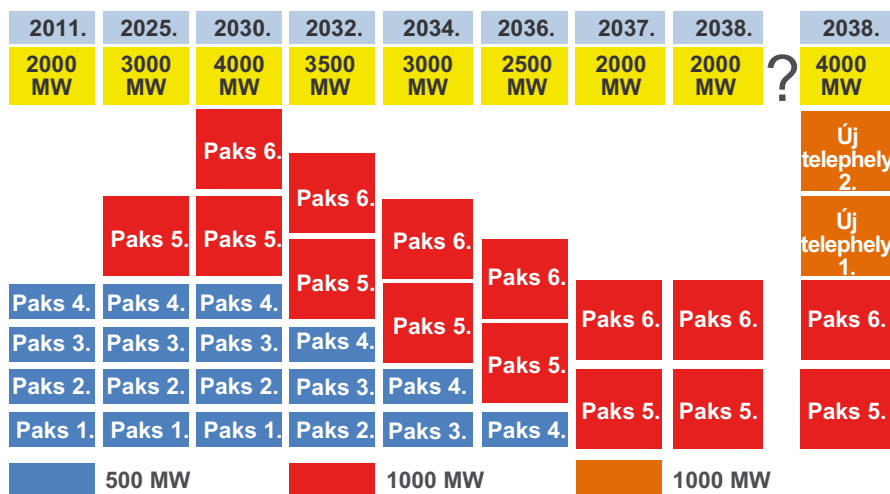 2011. 2025. 2030. 2032. 2034. 2036. 2037. 2038. 2038.
2000 3000 4000 3500 3000 2500 2000 2000 ? 4000
MW MW MW MW MW MW MW MW MW
Új
telephely
2.
Paks 6.
Paks 6.
Új
telephely
1.
Paks 5. Paks 5.
Paks 6.
Paks 6.
Paks 5.
Paks 4. Paks 4. Paks 4.
Paks 6. Paks 6. Paks 6.
Paks 5.
Paks 3. Paks 3. Paks 3. Paks 4.
Paks 5.
Paks 2. Paks 2. Paks 2. Paks 3. Paks 4.
Paks 5. Paks 5. Paks 5.
Paks 1. Paks 1. Paks 1. Paks 2. Paks 3. Paks 4.
500 MW 1000 MW 1000 MW